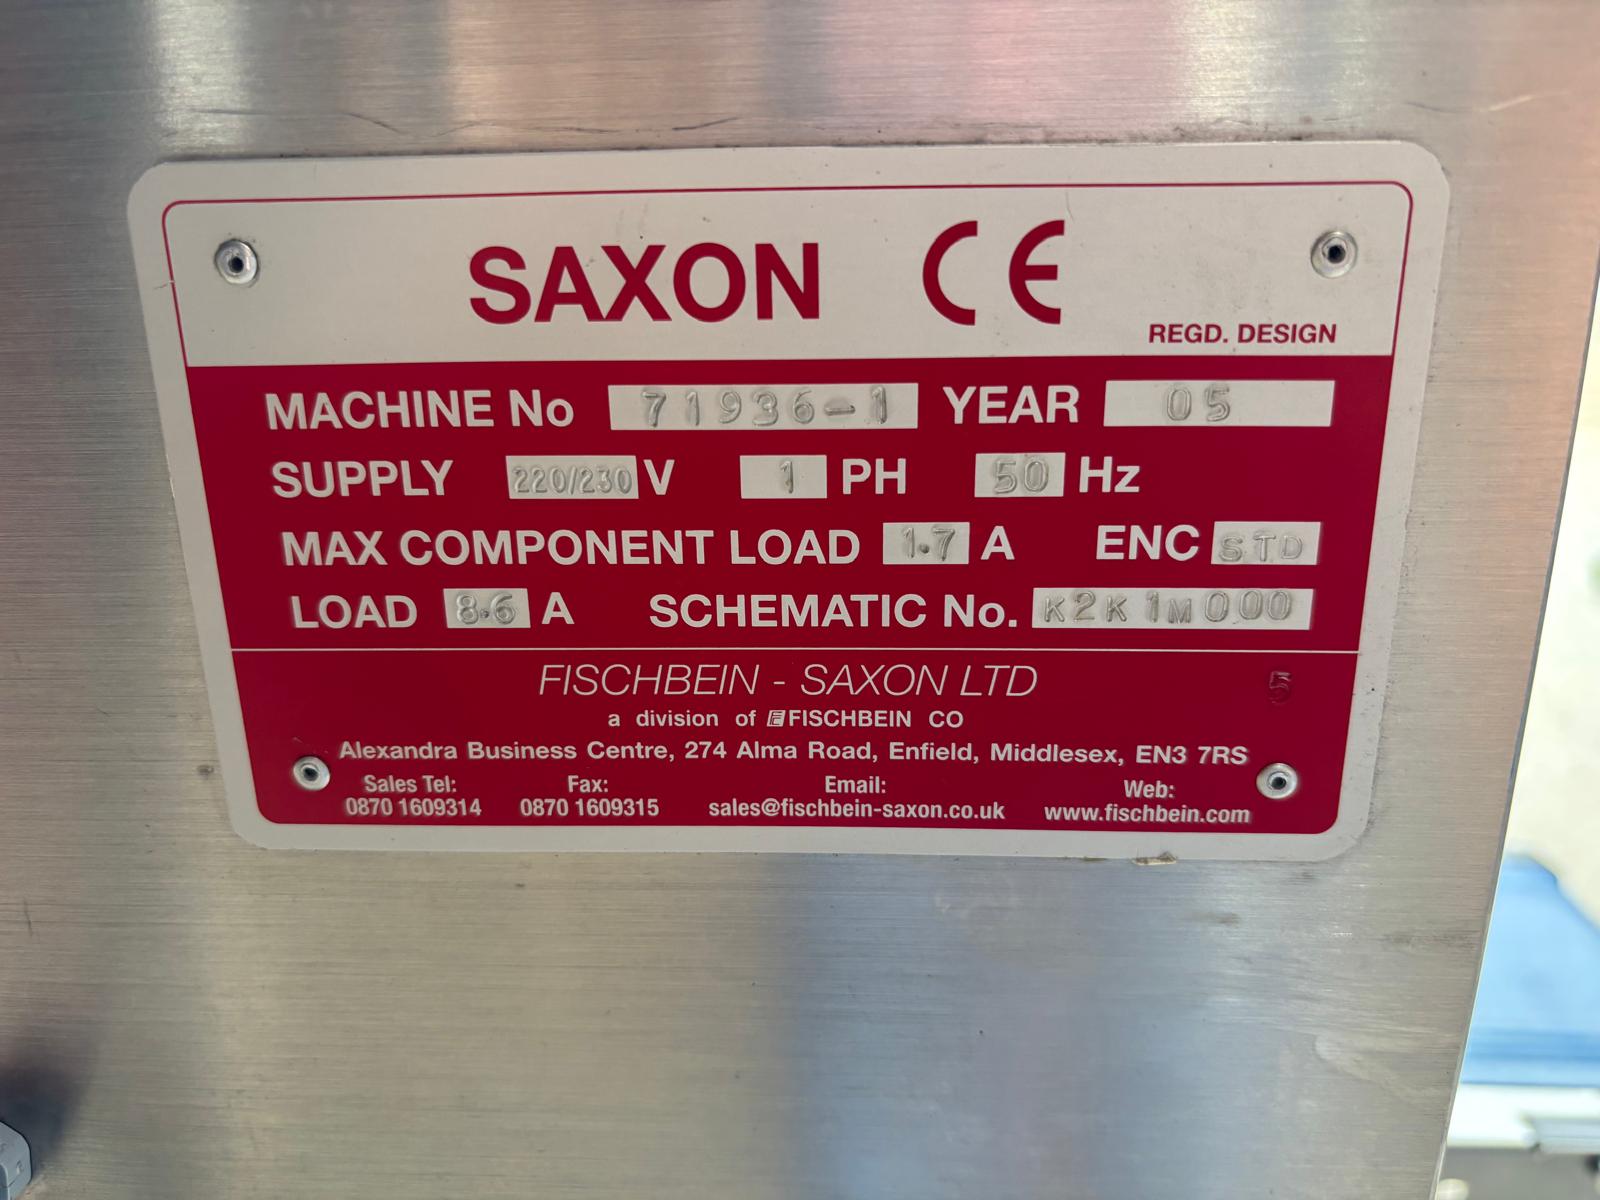 SAXON CE
REGD. DESIGN
MACHINE No 71936-1 YEAR 05
SUPPLY 220/230 V 1 PH 50 Hz
MAX COMPONENT LOAD 1.7 A ENC STD
LOAD 8.6 A SCHEMATIC No. K2K1M000
FISCHBEIN - SAXON LTD 5
a division of FISCHBEIN CO
Alexandra Business Centre, 274 Alma Road, Enfield, Middlesex, EN3 7RS
Sales Tel: Fax: Email: Web:
0870 1609314 0870 1609315 sales@fischbein-saxon.co.uk www.fischbein.com